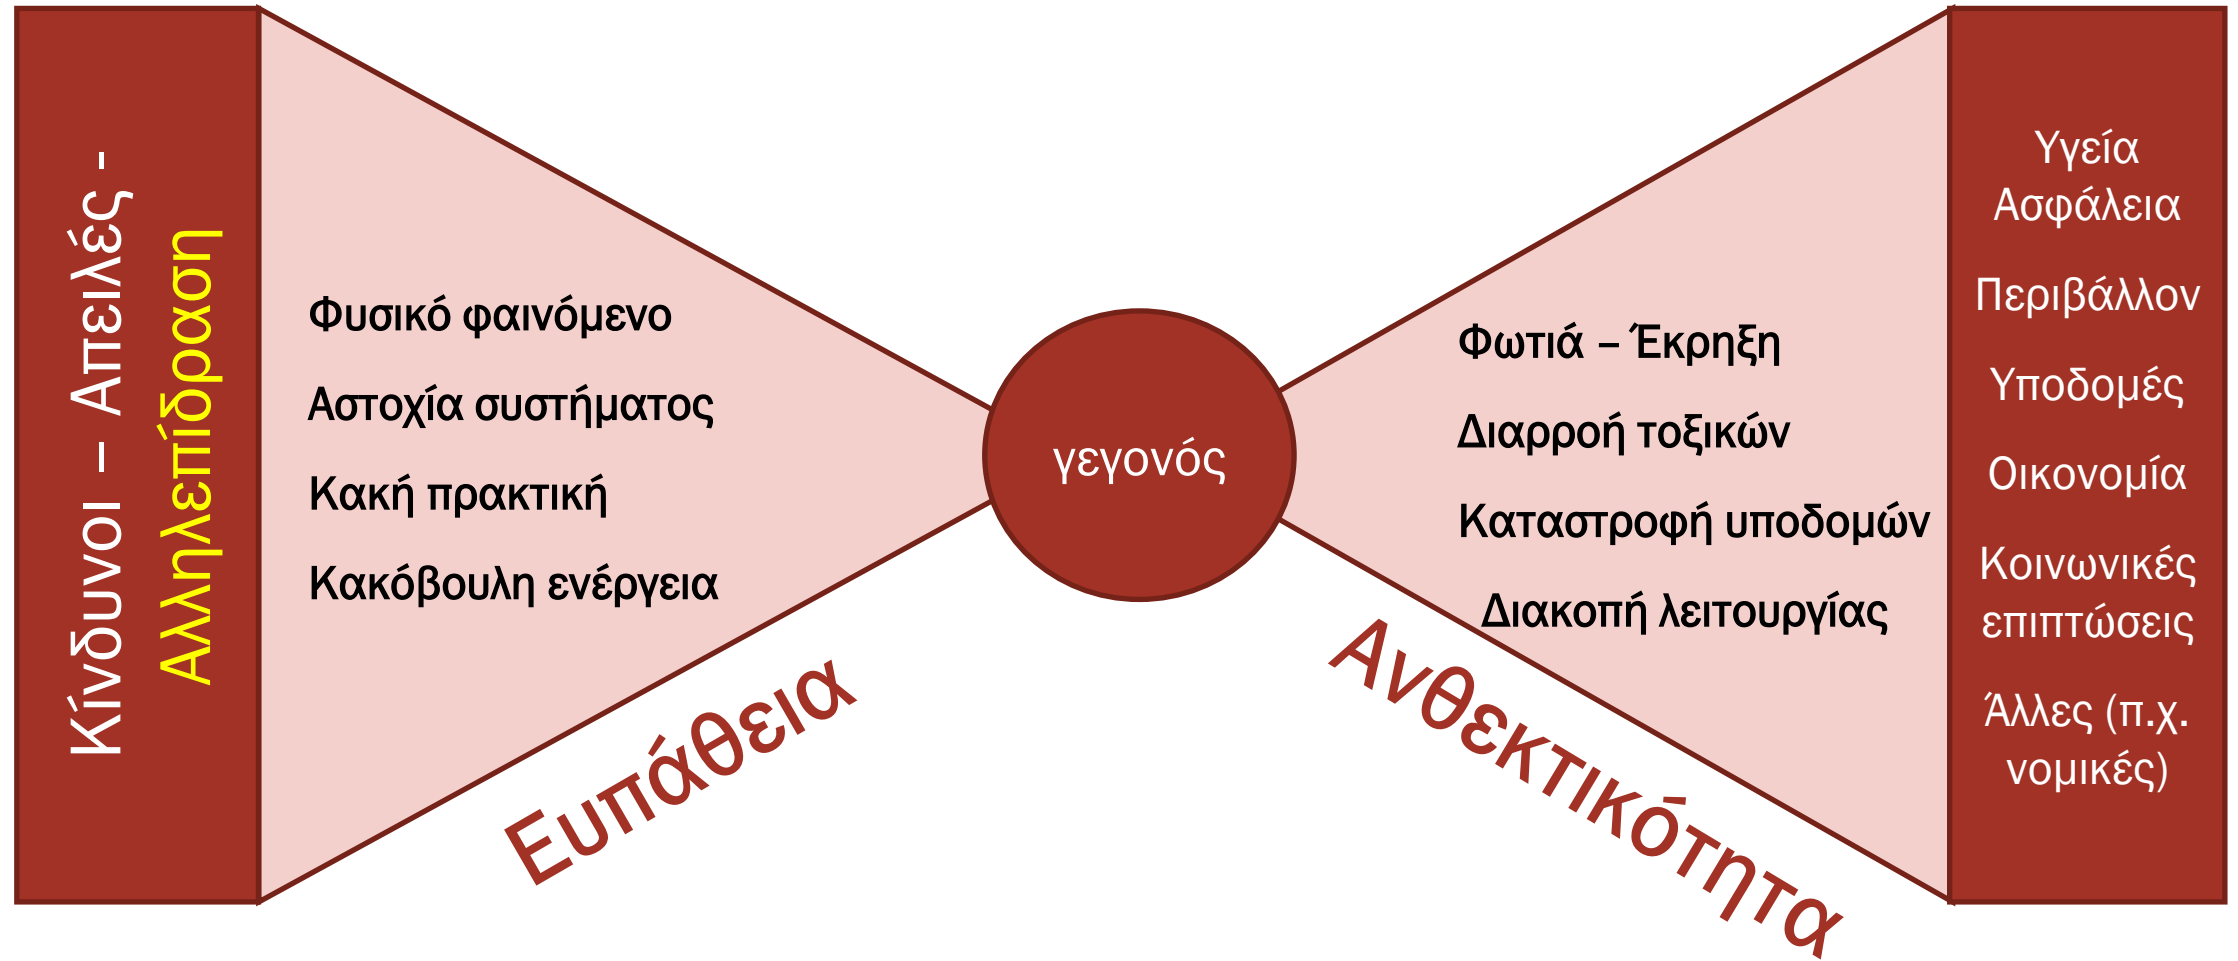 Κίνδυνοι – Απειλές -
Αλληλεπίδραση
Φυσικό φαινόμενο
Αστοχία συστήματος
Κακή πρακτική
Κακόβουλη ενέργεια
Ευπάθεια
γεγονός
Φωτιά – Έκρηξη
Διαρροή τοξικών
Καταστροφή υποδομών
Διακοπή λειτουργίας
Ανθεκτικότητα
Υγεία
Ασφάλεια
Περιβάλλον
Υποδομές
Οικονομία
Κοινωνικές
επιπτώσεις
Άλλες (π.χ.
νομικές)